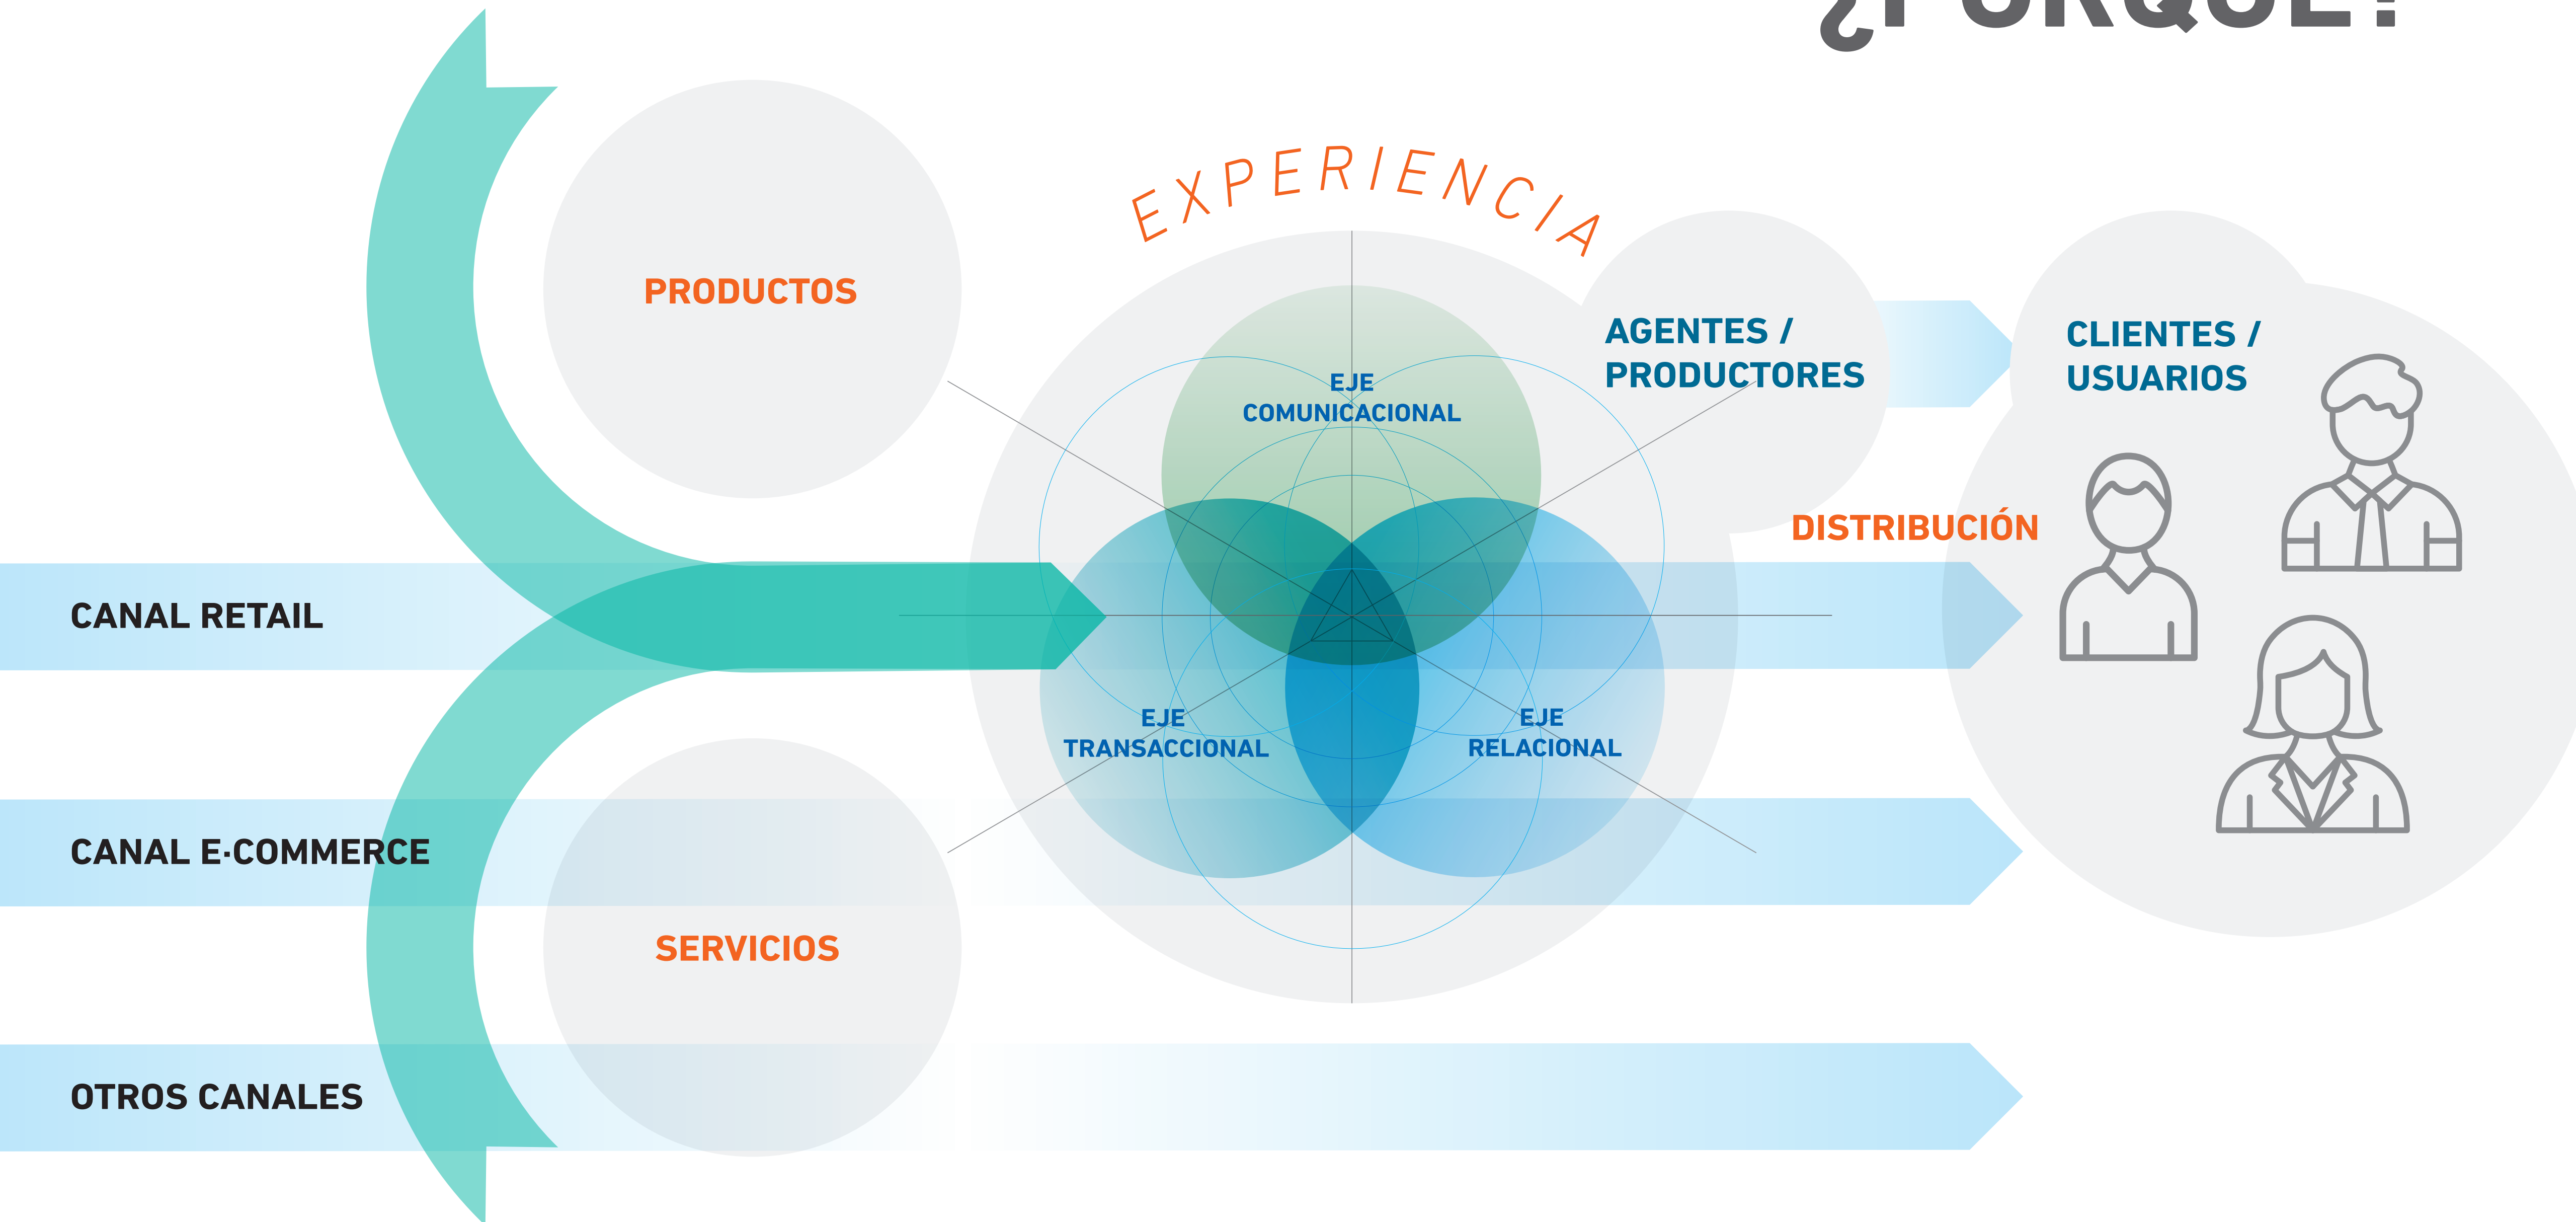 ¿PORQUÉ?
EXPERIENCIA
PRODUCTOS
AGENTES /
PRODUCTORES
CLIENTES /
USUARIOS
EJE
COMUNICACIONAL
DISTRIBUCIÓN
CANAL RETAIL
EJE
TRANSACCIONAL
EJE
RELACIONAL
CANAL E·COMMERCE
SERVICIOS
OTROS CANALES